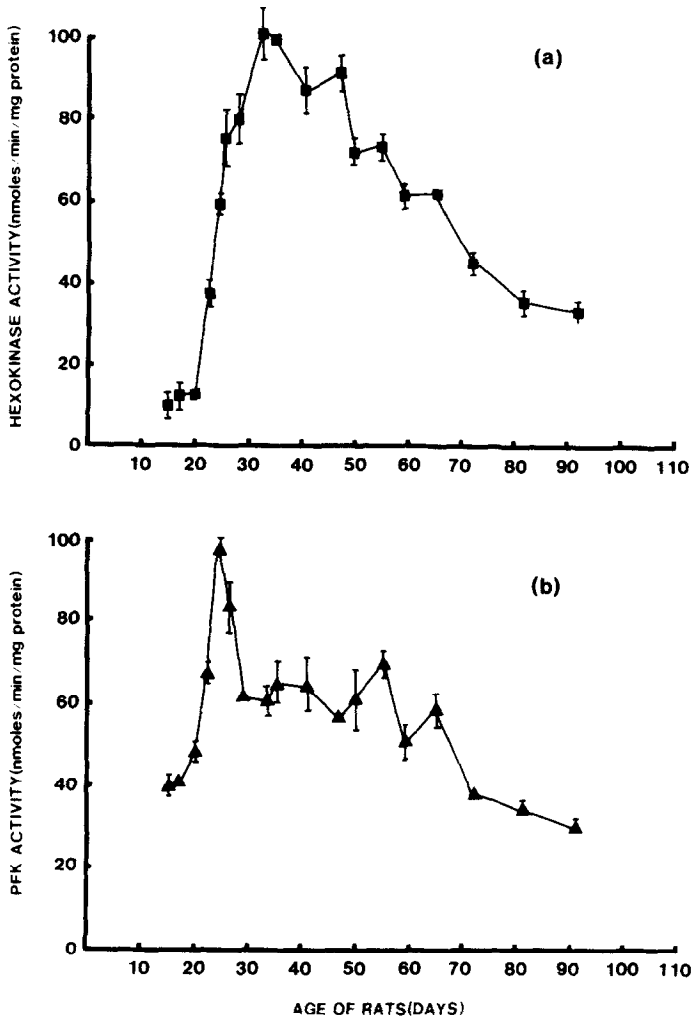 HEXOKINASE ACTIVITY(nmoles/min/mg protein)
(a)
100
80
60
40
20
0
10 20 30 40 50 60 70 80 90 100 110
PFK ACTIVITY(nmoles/min/mg protein)
(b)
100
80
60
40
20
0
10 20 30 40 50 60 70 80 90 100 110
AGE OF RATS(DAYS)